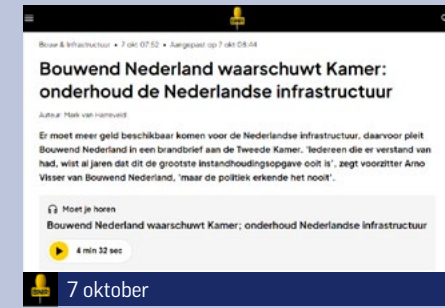 Bouw & Infrastructuur • 7 okt 07:52 • Aangepast op 7 okt 08:44
Bouwend Nederland waarschuwt Kamer:
onderhoud de Nederlandse infrastructuur
Auteur: Mark van Harreveld
Er moet meer geld beschikbaar komen voor de Nederlandse infrastructuur, daarvoor pleit
Bouwend Nederland in een brandbrief aan de Tweede Kamer. 'Iedereen die er verstand van
had, wist al jaren dat dit de grootste instandhoudingsopgave ooit is', zegt voorzitter Arno
Visser van Bouwend Nederland, 'maar de politiek erkende het nooit'.
Moet je horen
Bouwend Nederland waarschuwt Kamer; onderhoud Nederlandse infrastructuur
4 min 32 sec
7 oktober